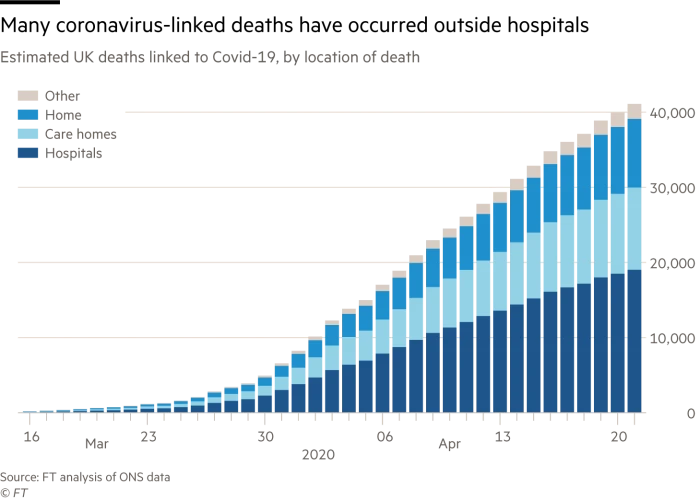 Many coronavirus-linked deaths have occurred outside hospitals
Estimated UK deaths linked to Covid-19, by location of death
Other
Home
Care homes
Hospitals
40,000
30,000
20,000
10,000
0
16 23 30 06 13 20
Mar Apr
2020
Source: FT analysis of ONS data
© FT